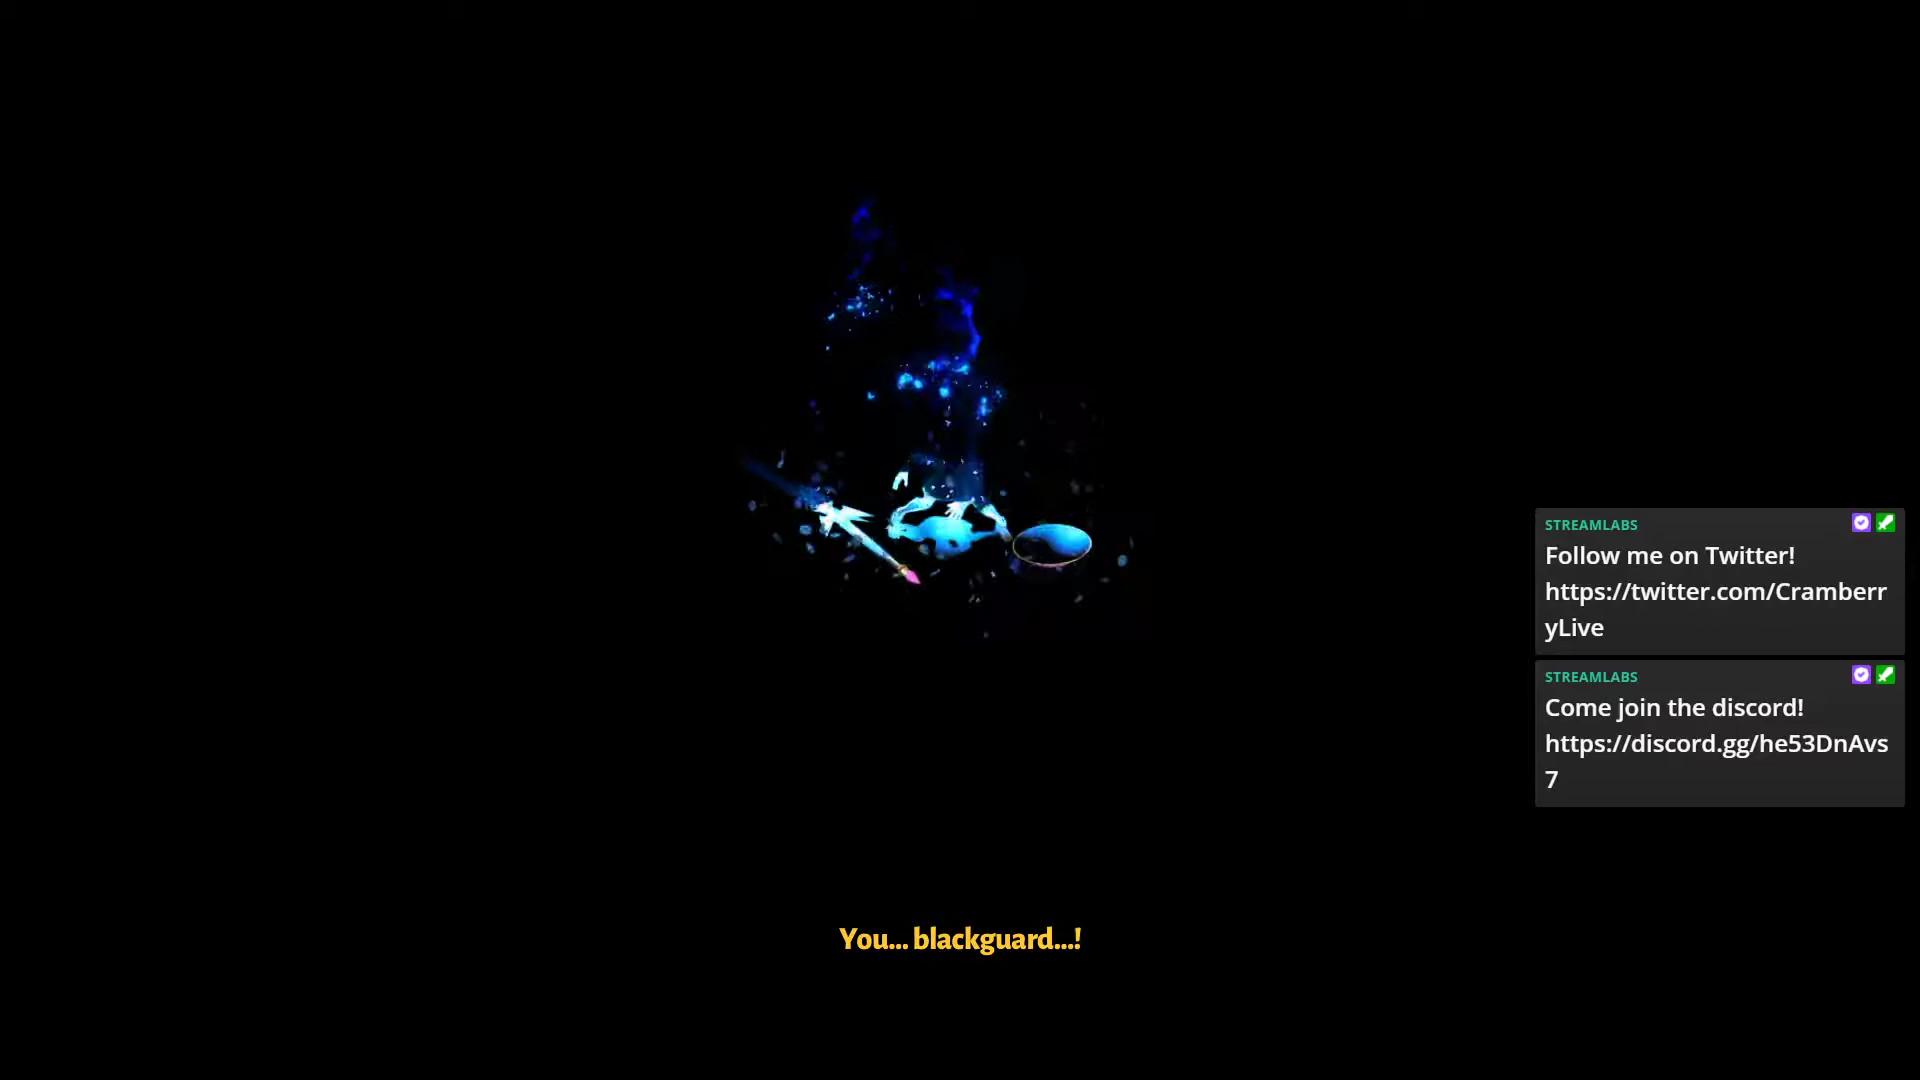 STREAMLABS
Follow me on Twitter!
https://twitter.com/Cramberr
yLive
STREAMLABS
Come join the discord!
https://discord.gg/he53DnAvs
7
You... blackguard...!